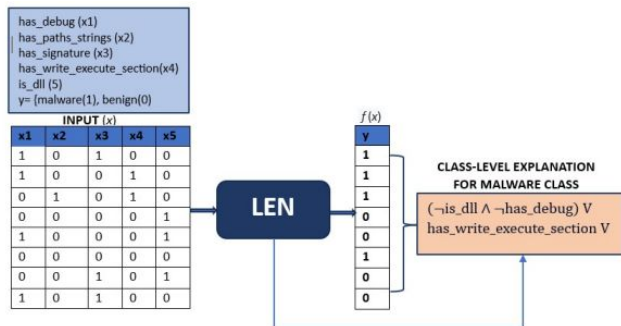 has_debug (x1)
has_paths_strings (x2)
has_signature (x3)
has_write_execute_section(x4)
is_dll (5)
y= {malware(1), benign(0)
INPUT (x)
x1 x2 x3 x4 x5
1 0 1 0 0
1 0 0 1 0
0 1 0 1 0
0 0 0 0 1
1 0 0 0 1
0 0 0 0 0
0 0 1 0 1
1 0 1 0 0
LEN
f(x)
y
1
1
1
0
0
1
0
0
CLASS-LEVEL EXPLANATION
FOR MALWARE CLASS
(¬is_dll ∧ ¬has_debug) V
has_write_execute_section V